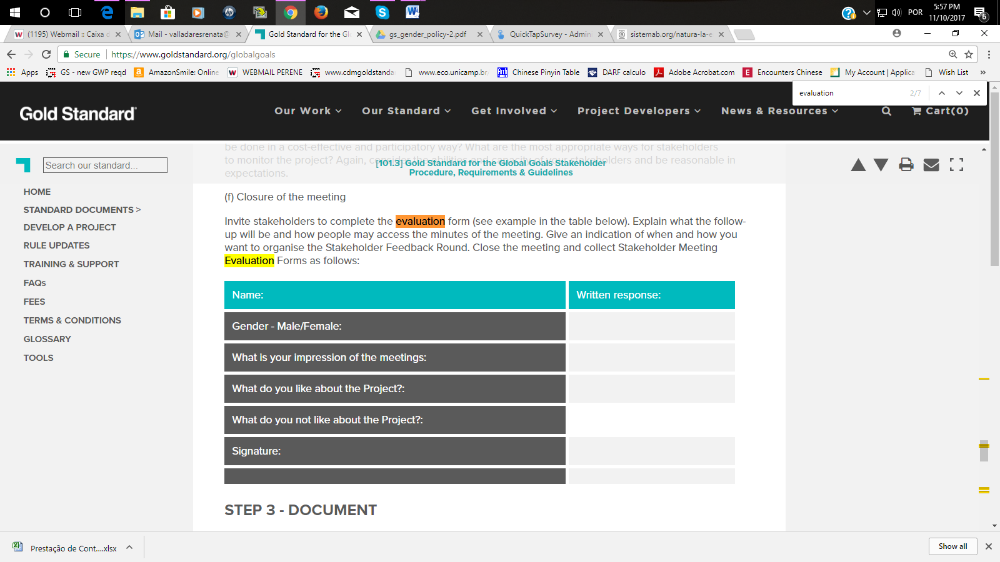 POR
5:57 PM
11/10/2017
6
(1195) Webmail :: Caixa d
Mail - valladaresrenata@
Gold Standard for the Glo
gs_gender_policy-2.pdf
QuickTapSurvey - Admin
sistemab.org/natura-la-e
Secure
https://www.goldstandard.org/globalgoals
Apps
GS - new GWP reqd
AmazonSmile: Online
WEBMAIL PERENE
www.cdmgoldstanda
www.eco.unicamp.br/
Chinese Pinyin Table
DARF calculo
Adobe Acrobat.com
Encounters Chinese
My Account | Applica
Wish List
»
evaluation
2/7
Gold Standard®
Our Work
Our Standard
Get Involved
Project Developers
News & Resources
Cart(0)
Search our standard...
HOME
STANDARD DOCUMENTS >
DEVELOP A PROJECT
RULE UPDATES
TRAINING & SUPPORT
FAQs
FEES
TERMS & CONDITIONS
GLOSSARY
TOOLS
be done in a cost-effective and participatory way? What are the most appropriate ways for stakeholders
to monitor the project? Again, consider the abilities and capacity of your stakeholders and be reasonable in
expectations.
[101.3] Gold Standard for the Global Goals Stakeholder
Procedure, Requirements & Guidelines
(f) Closure of the meeting
Invite stakeholders to complete the evaluation form (see example in the table below). Explain what the follow-
up will be and how people may access the minutes of the meeting. Give an indication of when and how you
want to organise the Stakeholder Feedback Round. Close the meeting and collect Stakeholder Meeting
Evaluation Forms as follows:
Name:
Written response:
Gender - Male/Female:
What is your impression of the meetings:
What do you like about the Project?:
What do you not like about the Project?:
Signature:
STEP 3 - DOCUMENT
Prestação de Cont....xlsx
Show all